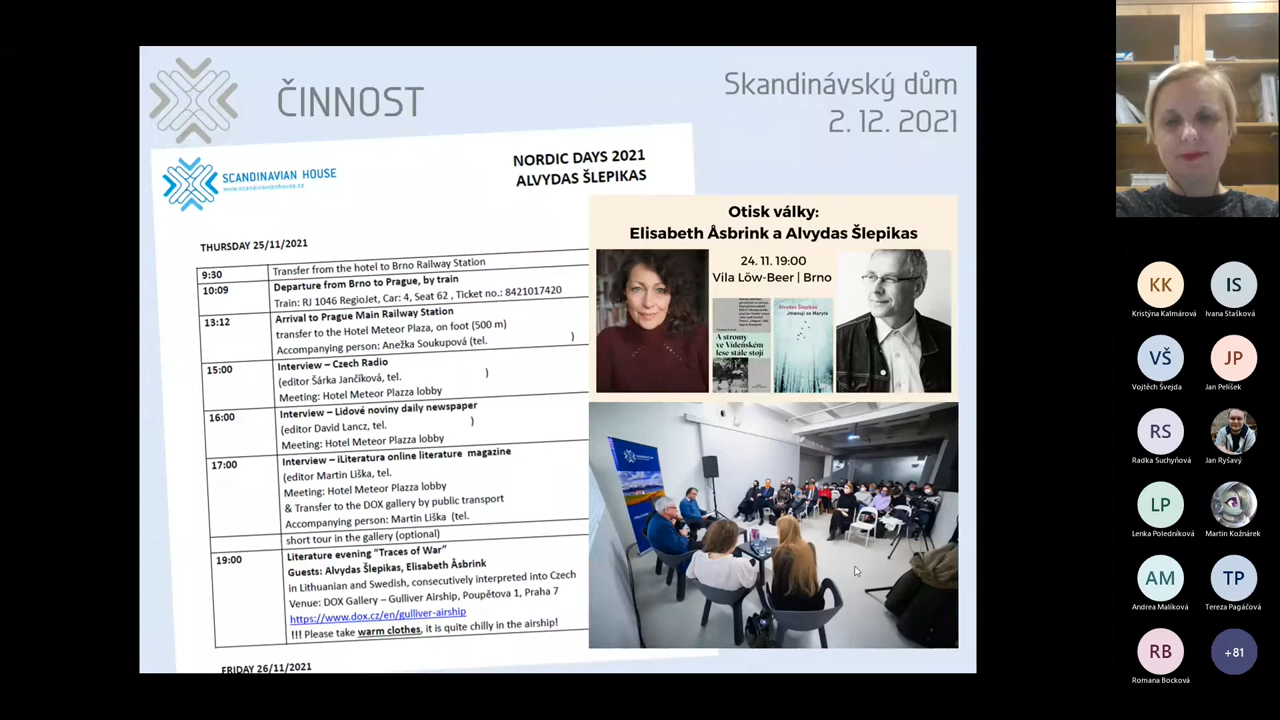 ČINNOST
Skandinávský dům
2. 12. 2021
SCANDINAVIAN HOUSE
www.scandinavianhouse.cz
NORDIC DAYS 2021
ALVYDAS ŠLEPIKAS
THURSDAY 25/11/2021
9:30 Transfer from the hotel to Brno Railway Station
10:09 Departure from Brno to Prague, by train
Train: RJ 1046 RegioJet, Car: 4, Seat 62 , Ticket no.: 8421017420
13:12 Arrival to Prague Main Railway Station
transfer to the Hotel Meteor Plaza, on foot (500 m)
Accompanying person: Anežka Soukupová (tel. )
15:00 Interview – Czech Radio
(editor Šárka Jančíková, tel. )
Meeting: Hotel Meteor Plazza lobby
16:00 Interview – Lidové noviny daily newspaper
(editor David Lancz, tel. )
Meeting: Hotel Meteor Plazza lobby
17:00 Interview – iLiteratura online literature magazine
(editor Martin Liška, tel.
Meeting: Hotel Meteor Plazza lobby
& Transfer to the DOX gallery by public transport
Accompanying person: Martin Liška (tel.
short tour in the gallery (optional)
19:00 Literature evening “Traces of War”
Guests: Alvydas Šlepikas, Elisabeth Åsbrink
in Lithuanian and Swedish, consecutively interpreted into Czech
Venue: DOX Gallery – Gulliver Airship, Poupětova 1, Praha 7
https://www.dox.cz/en/gulliver-airship
!!! Please take warm clothes, it is quite chilly in the airship!
FRIDAY 26/11/2021
Otisk války:
Elisabeth Åsbrink a Alvydas Šlepikas
24. 11. 19:00
Vila Löw-Beer | Brno
A stromy
ve Vídeňském
lese stále stojí
Alvydas Šlepikas
Jmenuji se Maryte
KK
Kristýna Kalmárová
IS
Ivana Stašková
VŠ
Vojtěch Švejda
JP
Jan Pelíšek
RS
Radka Suchyňová
Jan Ryšavý
LP
Lenka Poledníková
Martin Kožnárek
AM
Andrea Malíková
TP
Tereza Pagáčová
RB
Romana Bocková
+81